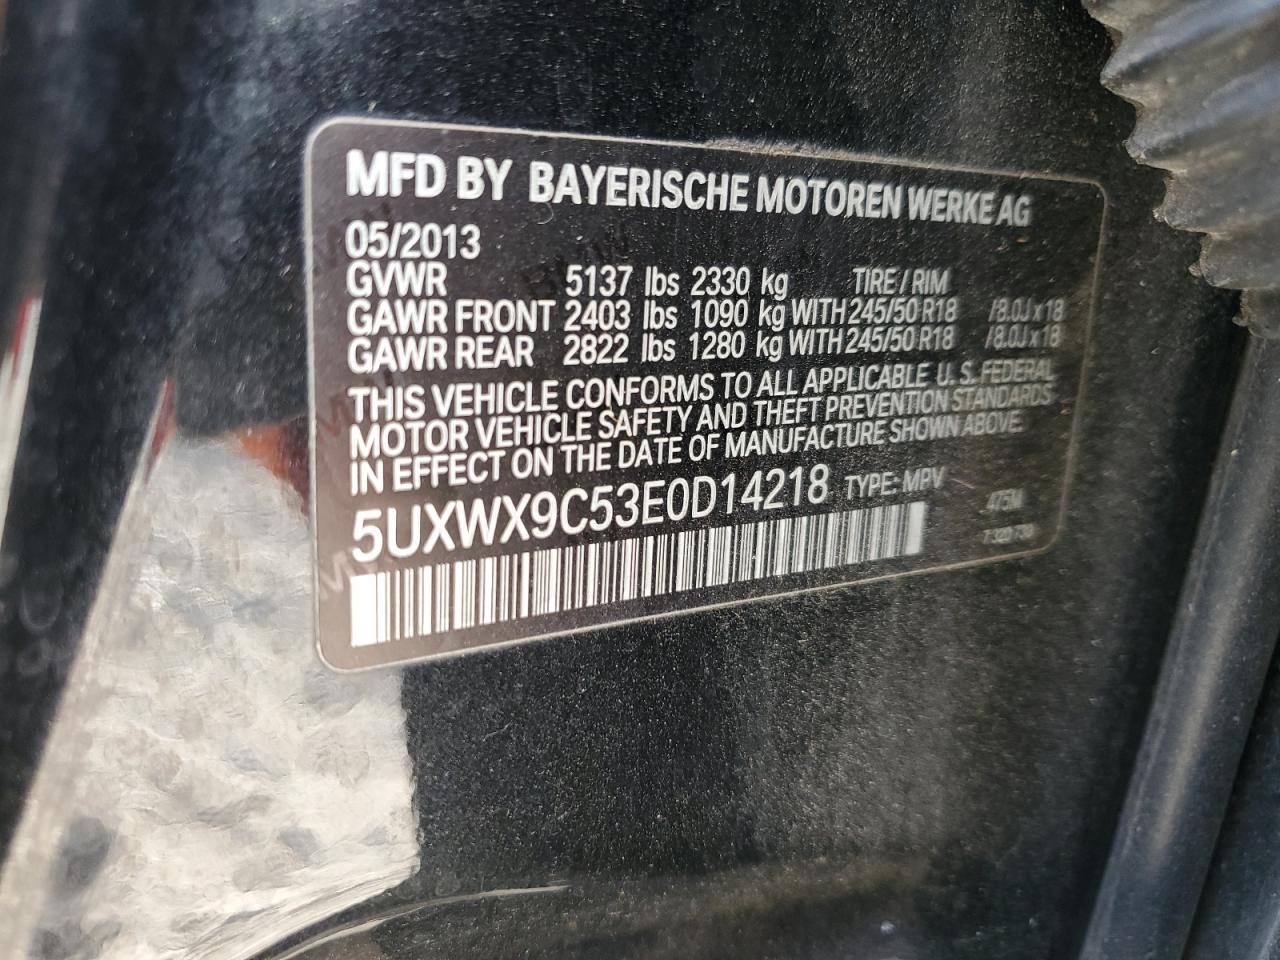 MFD BY BAYERISCHE MOTOREN WERKE AG
05/2013
GVWR 5137 lbs 2330 kg TIRE / RIM
GAWR FRONT 2403 lbs 1090 kg WITH 245/50 R18 /8.0J x 18
GAWR REAR 2822 lbs 1280 kg WITH 245/50 R18 /8.0J x 18
THIS VEHICLE CONFORMS TO ALL APPLICABLE U. S. FEDERAL
MOTOR VEHICLE SAFETY AND THEFT PREVENTION STANDARDS
IN EFFECT ON THE DATE OF MANUFACTURE SHOWN ABOVE.
5UXWX9C53E0D14218 TYPE: MPV
475M